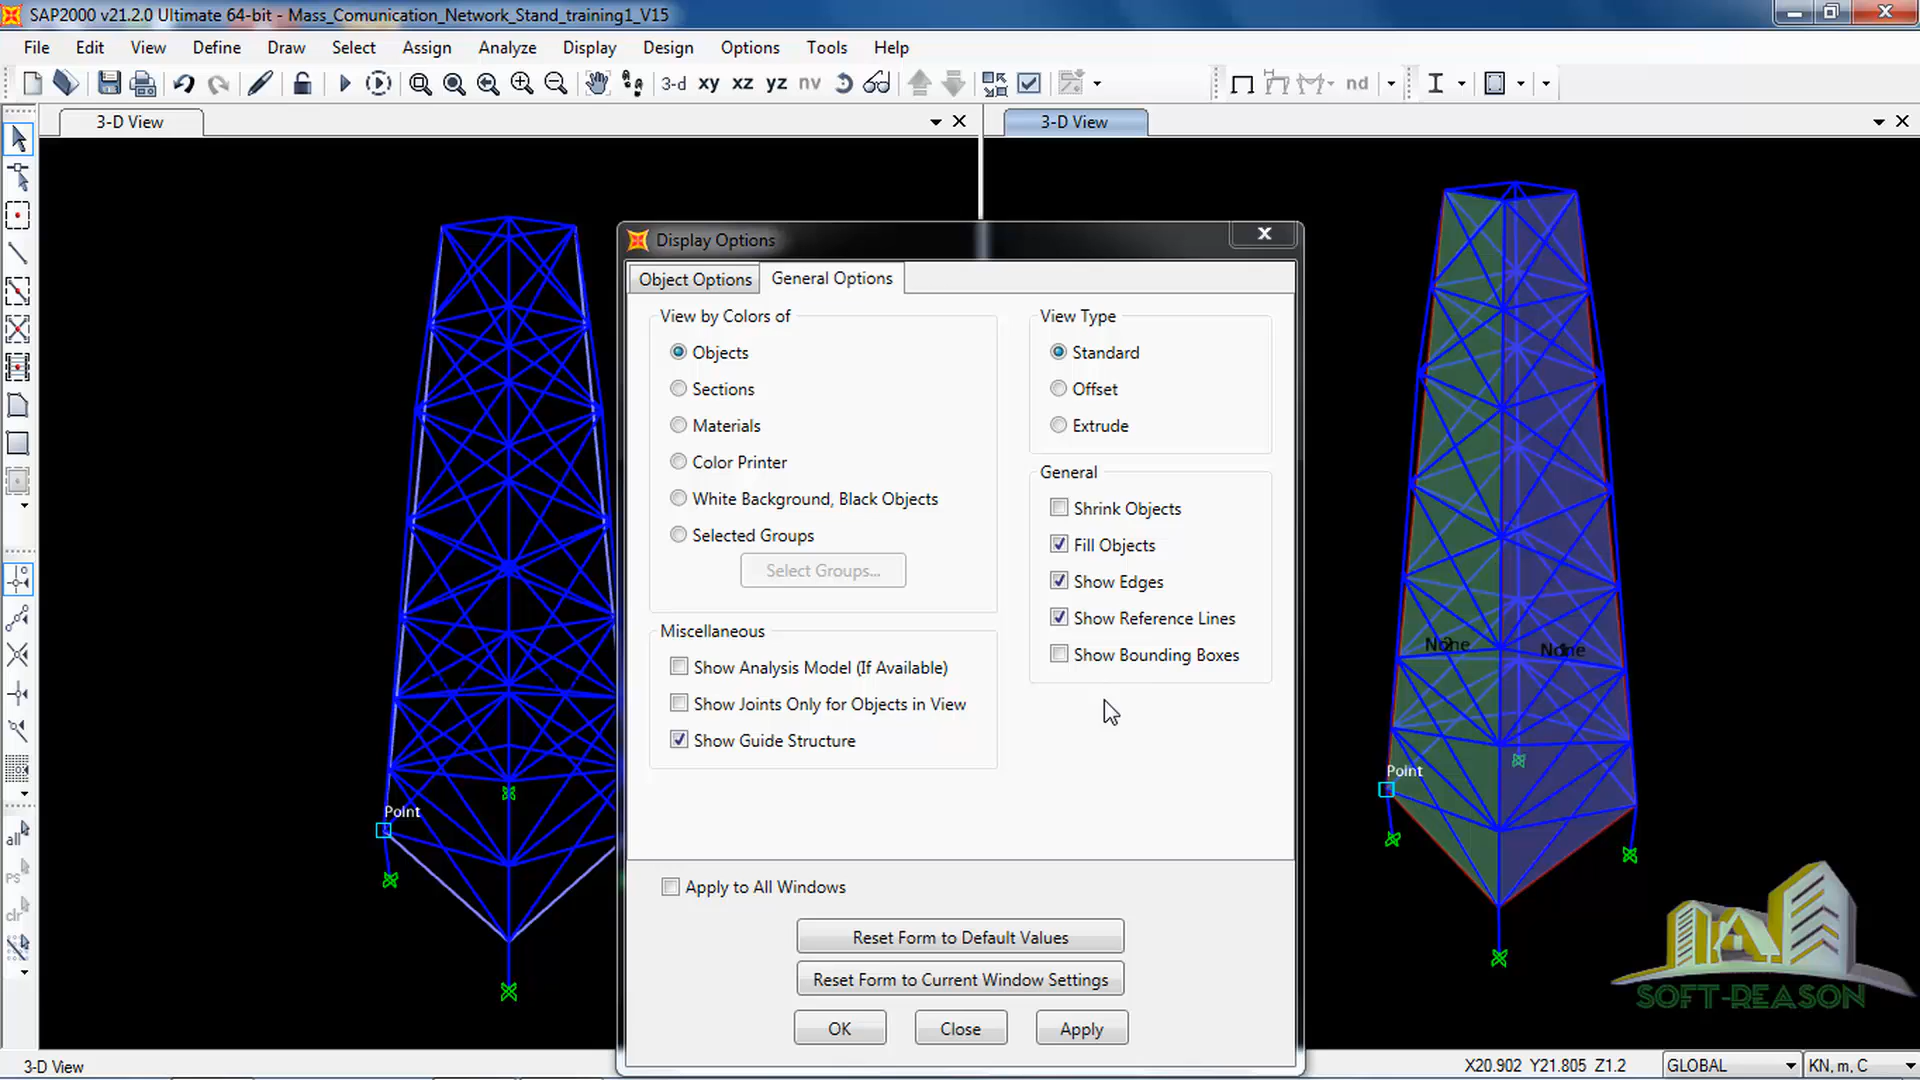 SAP2000 v21.2.0 Ultimate 64-bit - Mass_Comunication_Network_Stand_training1_V15
File Edit View Define Draw Select Assign Analyze Display Design Options Tools Help
3-d xy xz yz nv nd
3-D View
3-D View
Display Options
Object Options General Options
View by Colors of
Objects
Sections
Materials
Color Printer
White Background, Black Objects
Selected Groups
Select Groups...
Miscellaneous
Show Analysis Model (If Available)
Show Joints Only for Objects in View
Show Guide Structure
View Type
Standard
Offset
Extrude
General
Shrink Objects
Fill Objects
Show Edges
Show Reference Lines
Show Bounding Boxes
Apply to All Windows
Reset Form to Default Values
Reset Form to Current Window Settings
OK Close Apply
Point
None
None
Point
all
ps
clr
SOFT-REASON
3-D View
X20.902 Y21.805 Z1.2
GLOBAL
KN, m, C